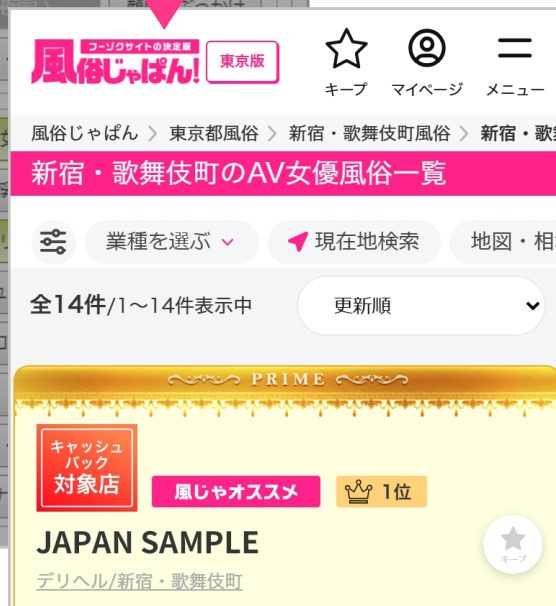 フーゾクサイトの決定版
風俗じゃぱん!
東京版
キープ
マイページ
メニュー
風俗じゃぱん > 東京都風俗 > 新宿・歌舞伎町風俗 > 新宿・歌
新宿・歌舞伎町のAV女優風俗一覧
業種を選ぶ
現在地検索
地図・相
全14件/1～14件表示中
更新順
PRIME
キャッシュ
バック
対象店
風じゃオススメ
1位
JAPAN SAMPLE
キープ
デリヘル/新宿・歌舞伎町